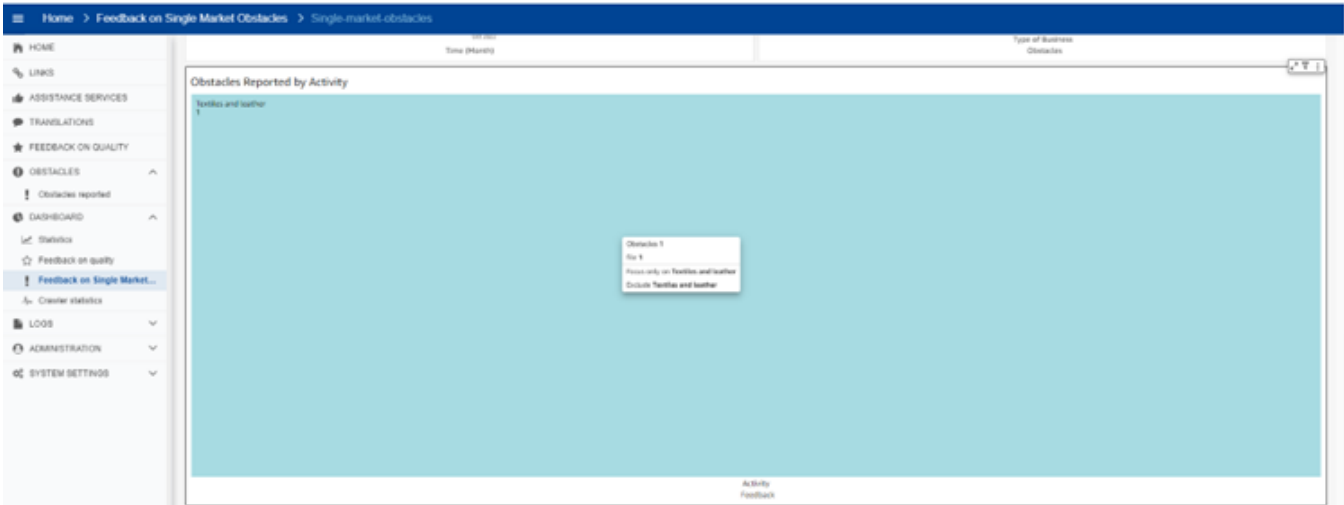 Home > Feedback on Single Market Obstacles > Single-market-obstacles
HOME
LINKS
ASSISTANCE SERVICES
TRANSLATIONS
FEEDBACK ON QUALITY
OBSTACLES
Obstacles reported
DASHBOARD
Statistics
Feedback on quality
Feedback on Single Market...
Crawler statistics
LOGS
ADMINISTRATION
SYSTEM SETTINGS
Time (Month)
Type of Business
Obstacles
Obstacles Reported by Activity
Textiles and leather
1
Obstacles 1
Focus only on Textiles and leather
Exclude Textiles and leather
Activity
Feedback